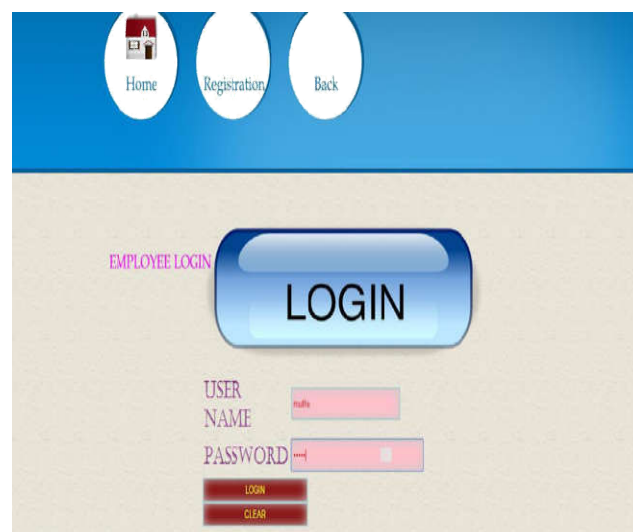 Home Registration Back
EMPLOYEE LOGIN
LOGIN
USER
NAME
PASSWORD
LOGIN
CLEAR